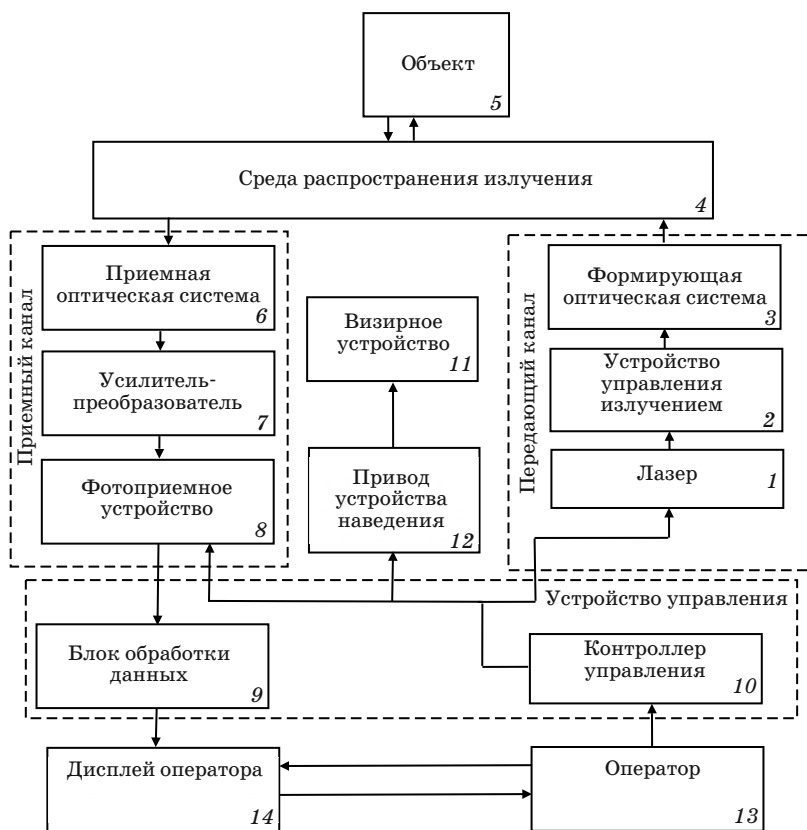 Объект
5
Среда распространения излучения
4
Приемный канал
Приемная
оптическая система
6
Усилитель-
преобразователь
7
Фотоприемное
устройство
8
Визирное
устройство
11
Привод
устройства
наведения
12
Передающий канал
Формирующая
оптическая система
3
Устройство
управления
излучением
2
Лазер
1
Устройство управления
Блок обработки
данных
9
Контроллер
управления
10
Дисплей оператора
14
Оператор
13